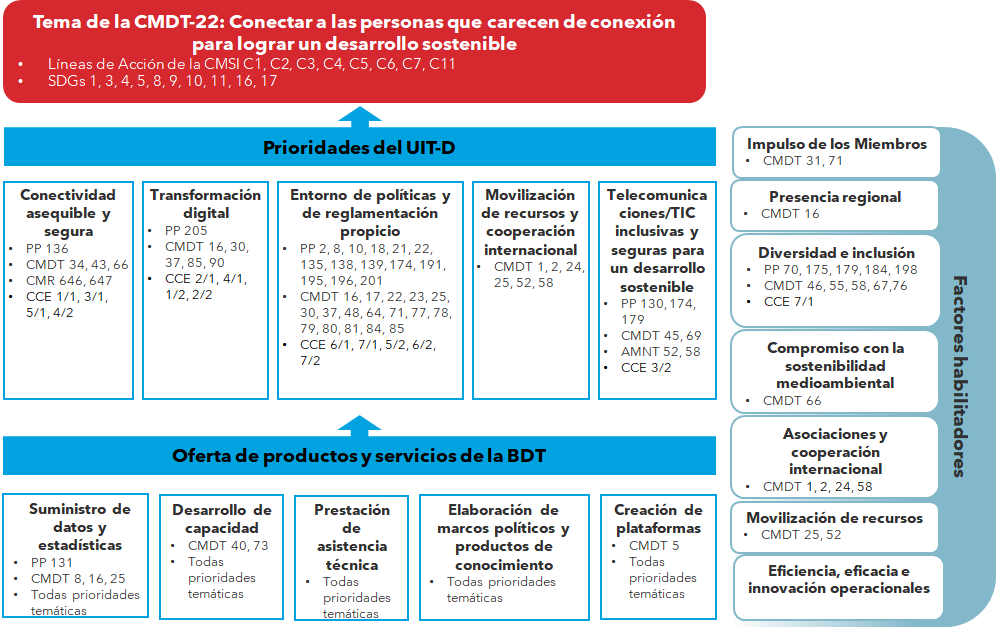 Tema de la CMDT-22: Conectar a las personas que carecen de conexión
para lograr un desarrollo sostenible
• Líneas de Acción de la CMSI C1, C2, C3, C4, C5, C6, C7, C11
• SDGs 1, 3, 4, 5, 8, 9, 10, 11, 16, 17
Prioridades del UIT-D
Conectividad
asequible y
segura
• PP 136
• CMDT 34, 43, 66
• CMR 646, 647
• CCE 1/1, 3/1,
5/1, 4/2
Transformación
digital
• PP 205
• CMDT 16, 30,
37, 85, 90
• CCE 2/1, 4/1,
1/2, 2/2
Entorno de políticas y
de reglamentación
propicio
• PP 2, 8, 10, 18, 21, 22,
135, 138, 139, 174, 191,
195, 196, 201
• CMDT 16, 17, 22, 23, 25,
30, 37, 48, 64, 71, 77, 78,
79, 80, 81, 84, 85
• CCE 6/1, 7/1, 5/2, 6/2,
7/2
Movilización
de recursos y
cooperación
internacional
• CMDT 1, 2, 24,
25, 52, 58
Telecomunica
ciones/TIC
inclusivas y
seguras para
un desarrollo
sostenible
• PP 130, 174,
179
• CMDT 45, 69
• AMNT 52, 58
• CCE 3/2
Oferta de productos y servicios de la BDT
Suministro de
datos y
estadísticas
• PP 131
• CMDT 8, 16, 25
• Todas prioridades
temáticas
Desarrollo de
capacidad
• CMDT 40, 73
• Todas
prioridades
temáticas
Prestación
de
asistencia
técnica
• Todas
prioridades
temáticas
Elaboración de
marcos políticos y
productos de
conocimiento
• Todas prioridades
temáticas
Creación de
plataformas
• CMDT 5
• Todas
prioridades
temáticas
Impulso de los Miembros
• CMDT 31, 71
Presencia regional
• CMDT 16
Diversidad e inclusión
• PP 70, 175, 179, 184, 198
• CMDT 46, 55, 58, 67,76
• CCE 7/1
Compromiso con la
sostenibilidad
medioambiental
• CMDT 66
Asociaciones y
cooperación
internacional
• CMDT 1, 2, 24, 58
Movilización de recursos
• CMDT 25, 52
Eficiencia, eficacia e
innovación operacionales
Factores habilitadores